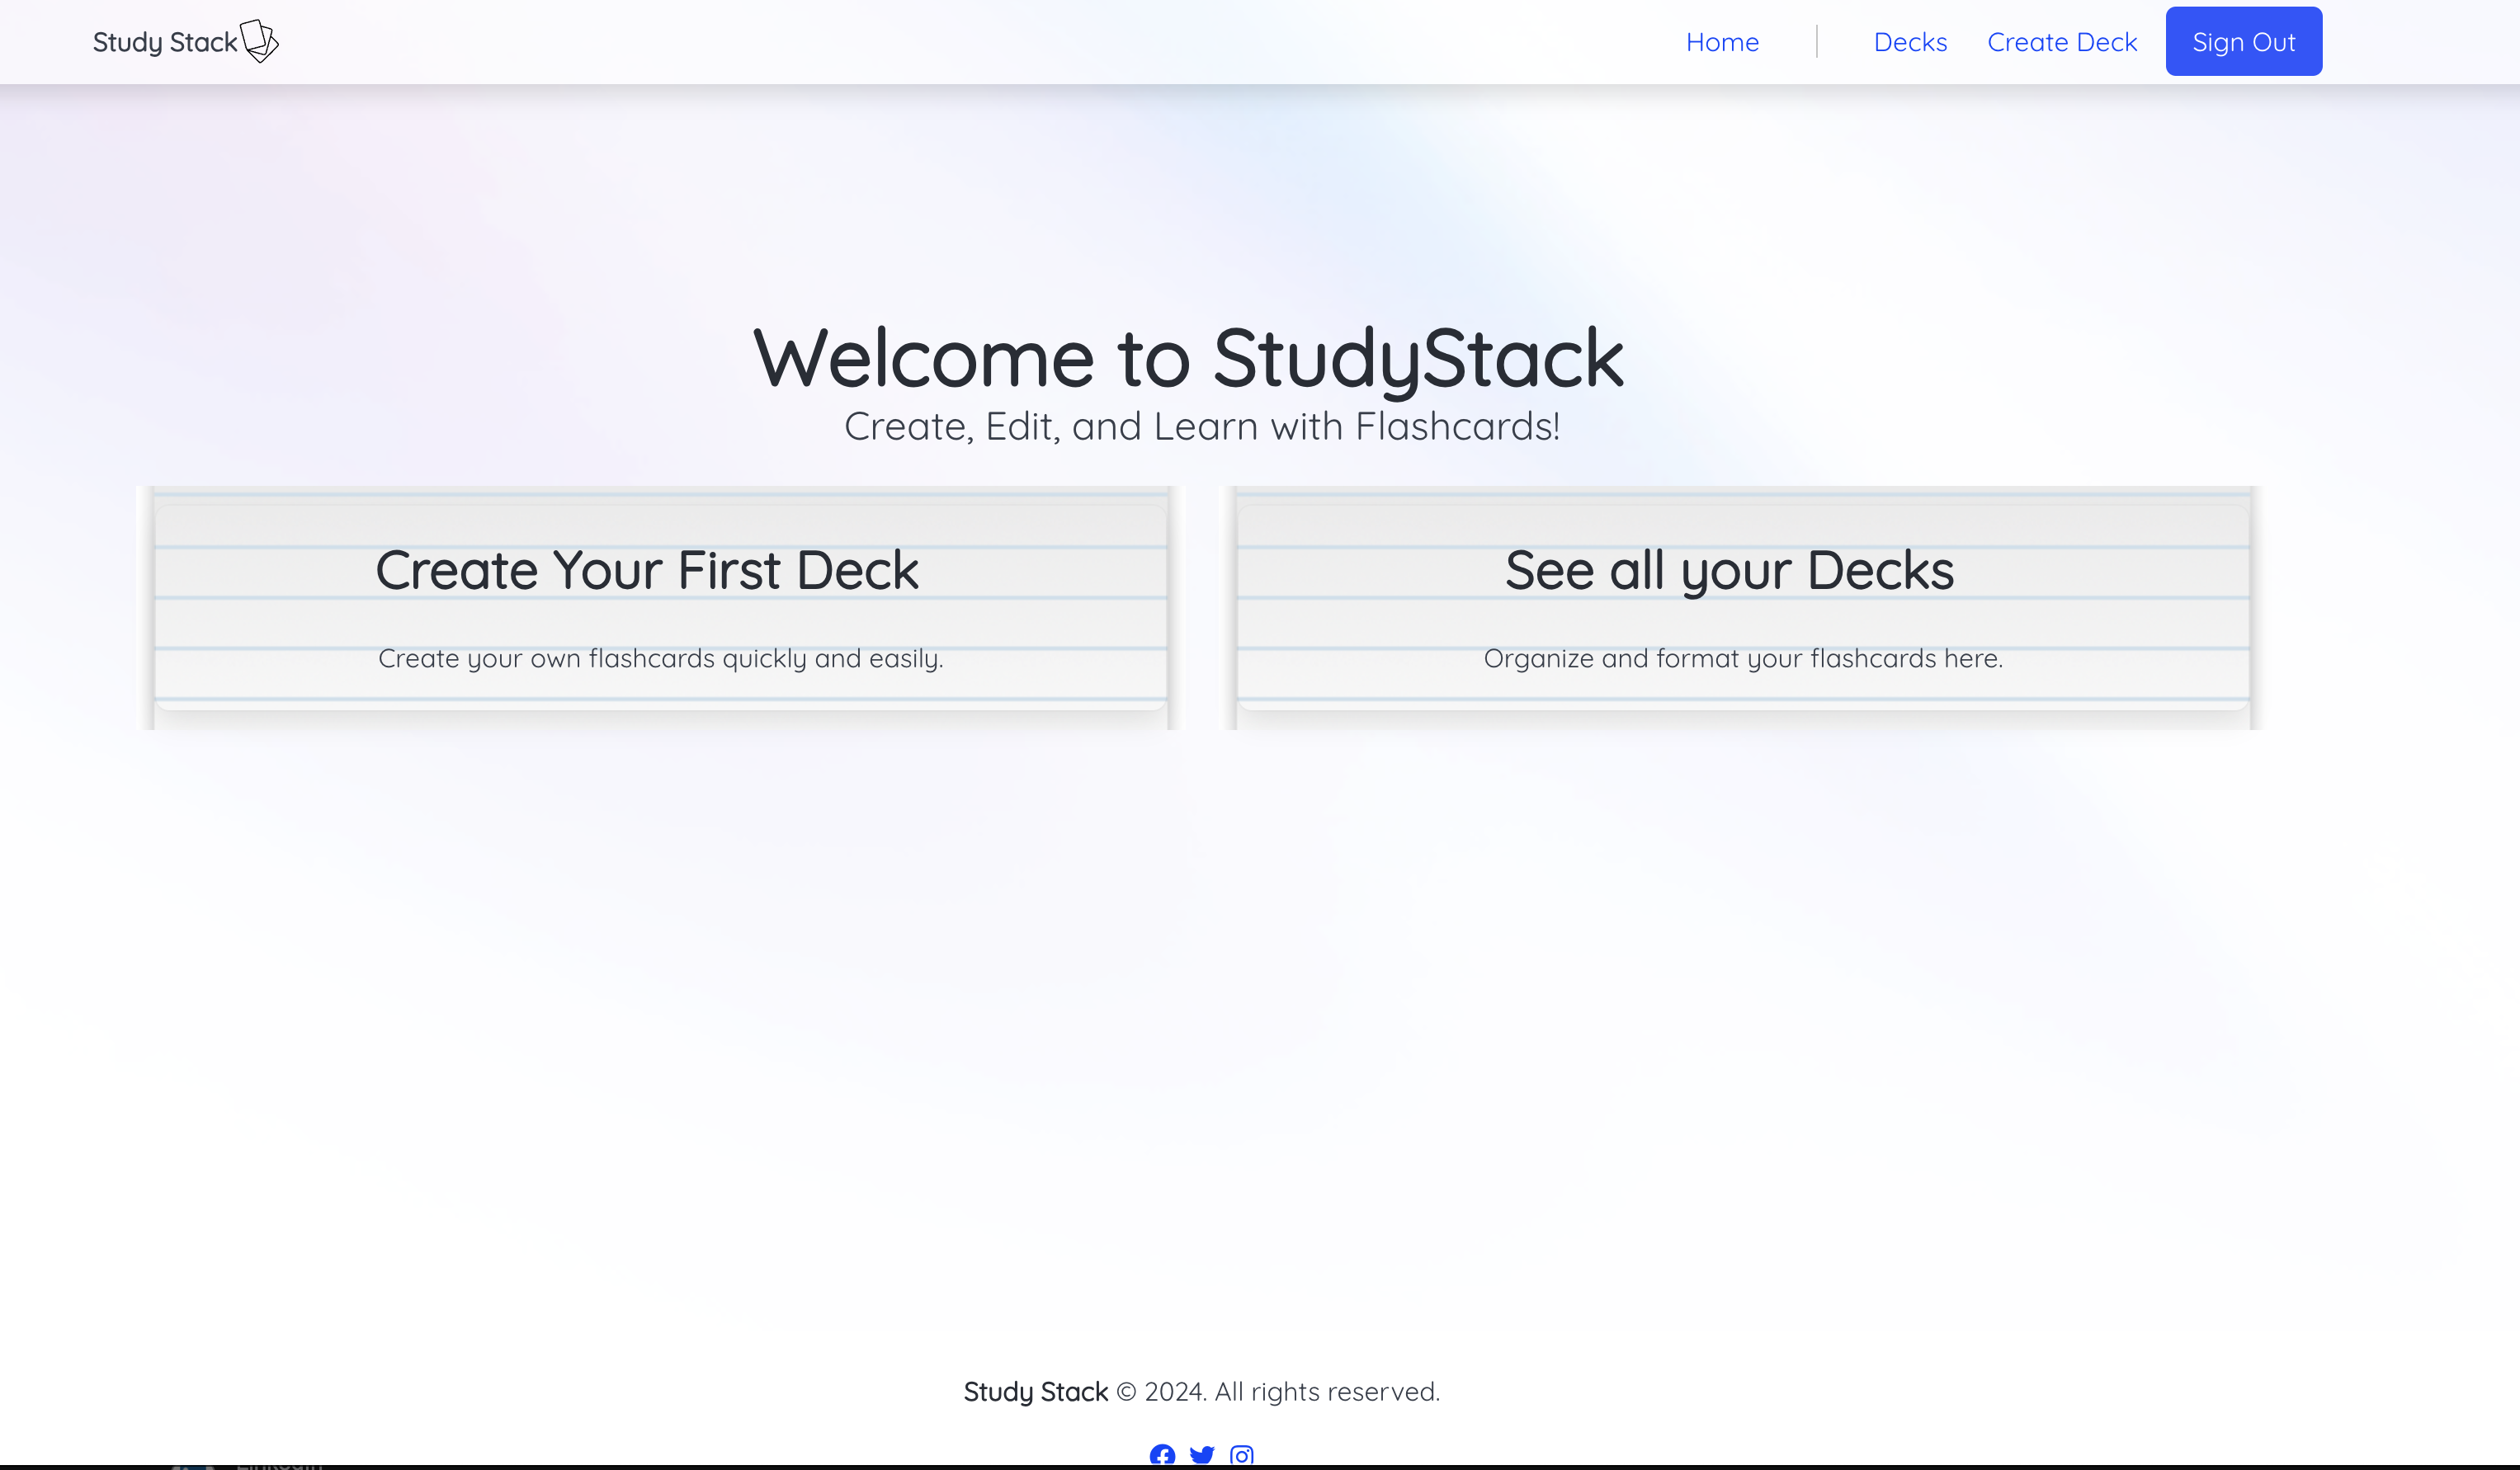 Study Stack
Home Decks Create Deck Sign Out
Welcome to StudyStack
Create, Edit, and Learn with Flashcards!
Create Your First Deck
Create your own flashcards quickly and easily.
See all your Decks
Organize and format your flashcards here.
Study Stack © 2024. All rights reserved.